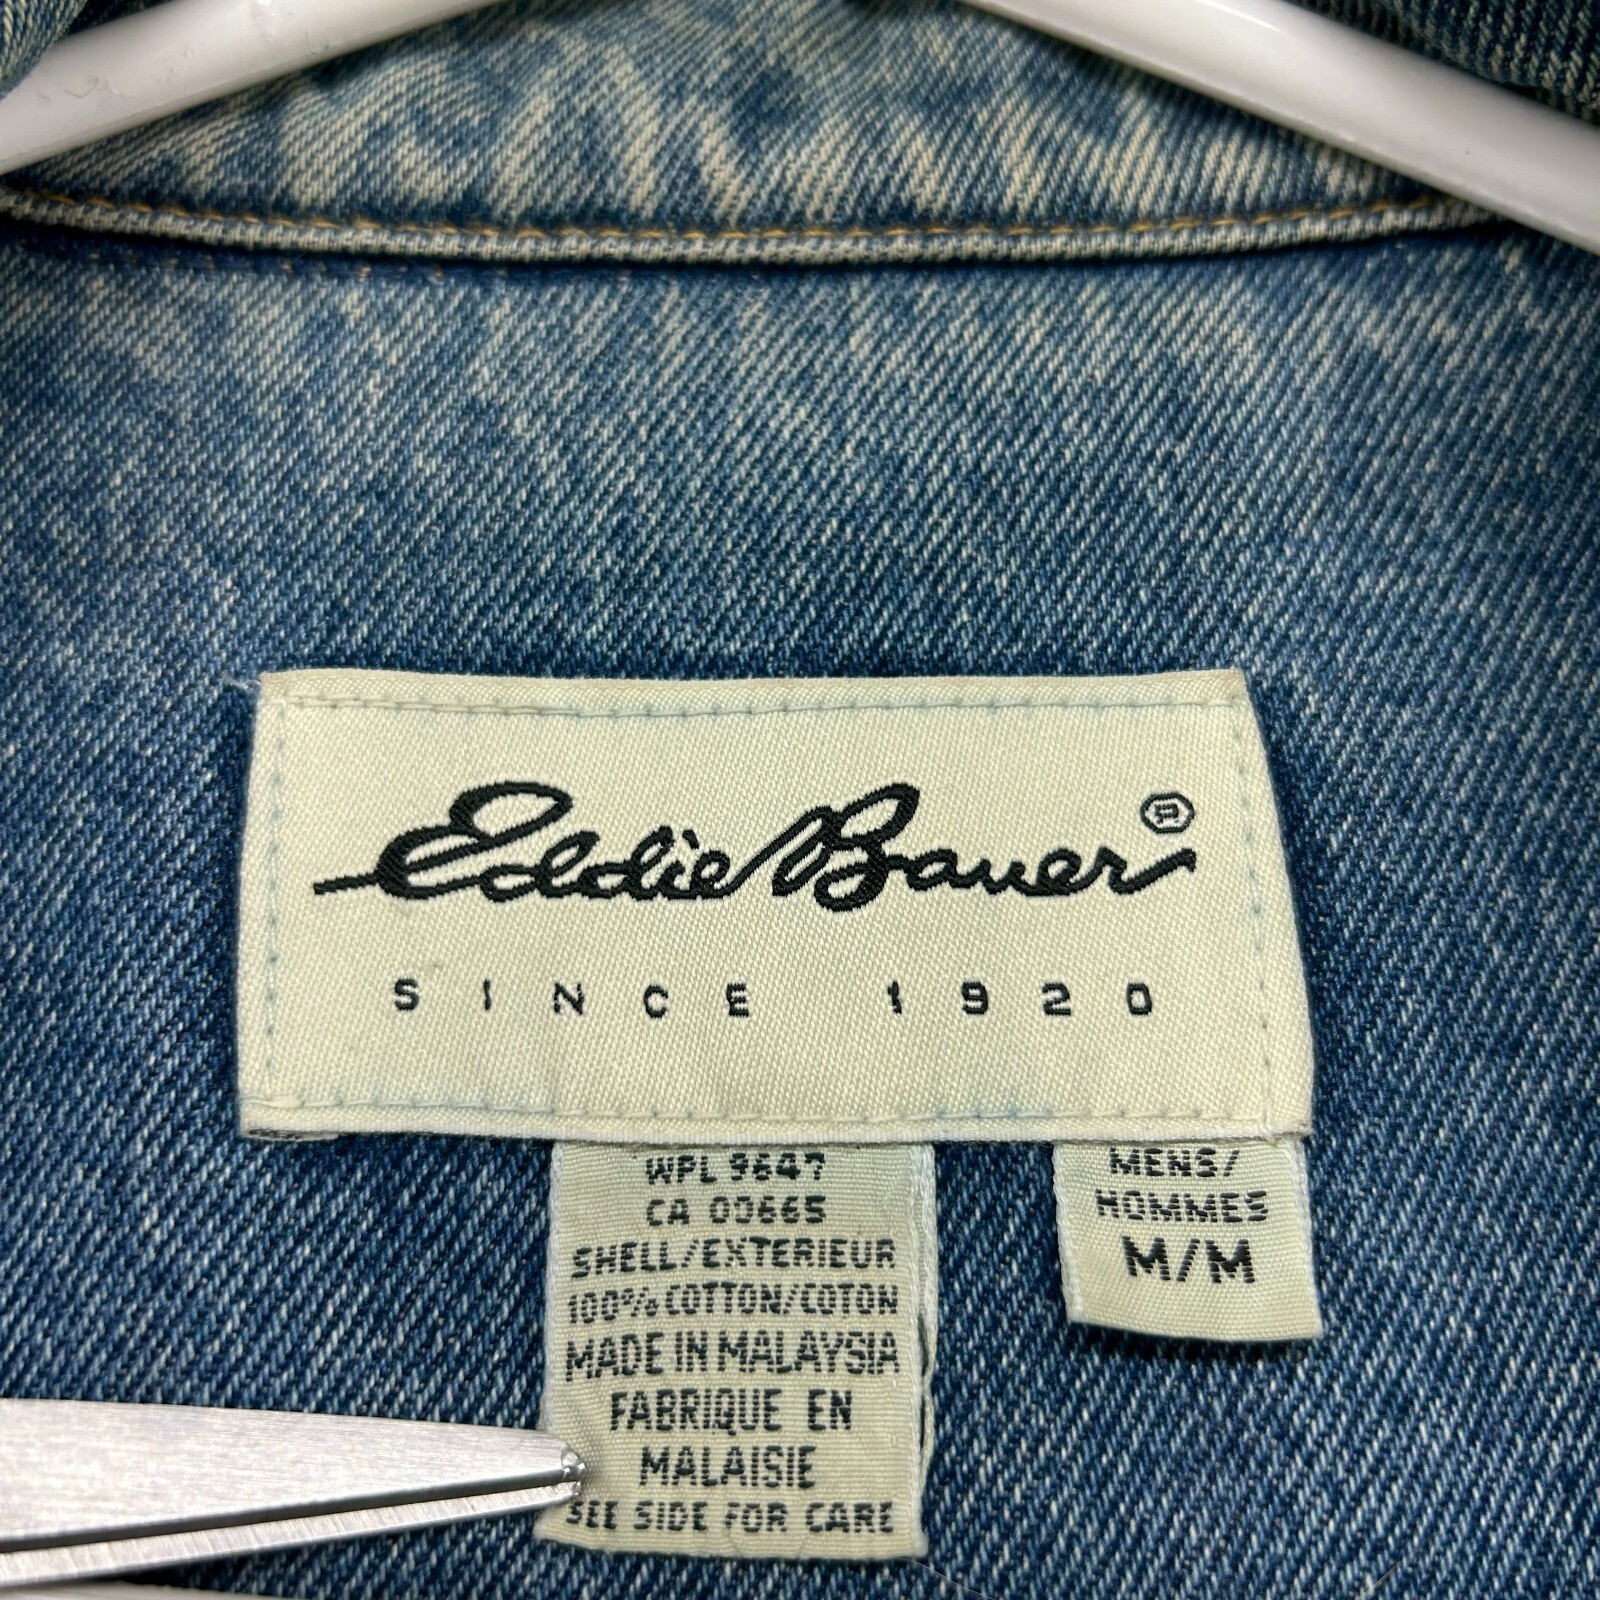 Eddie Bauer ®
SINCE 1920
WPL 9647
CA 00665
SHELL/EXTERIEUR
100% COTTON/COTON
MADE IN MALAYSIA
FABRIQUE EN
MALAISIE
SEE SIDE FOR CARE
MENS/
HOMMES
M/M